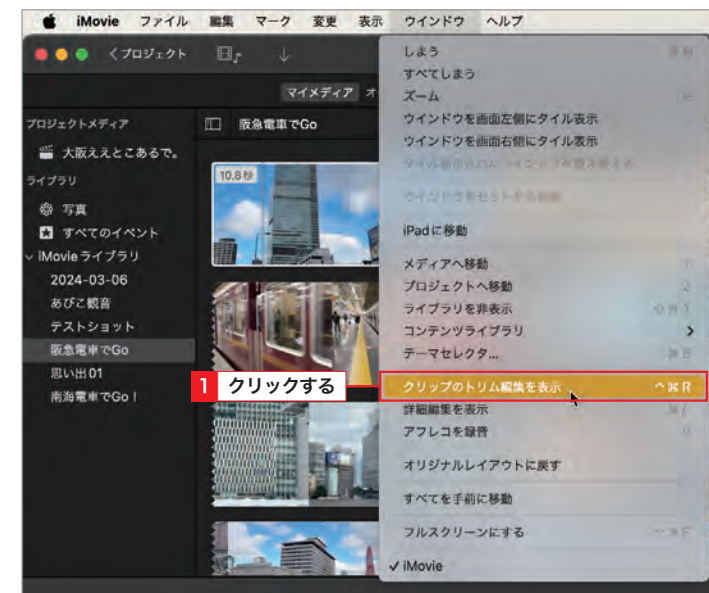 iMovie ファイル 編集 マーク 変更 表示 ウインドウ ヘルプ
プロジェクト
マイメディア オ
プロジェクトメディア
大阪ええとこあるで。
ライブラリ
写真
すべてのイベント
iMovie ライブラリ
2024-03-06
あびこ観音
テストショット
阪急電車でGo
思い出01
南海電車でGo！
阪急電車でGo
10.8秒
1 クリックする
しまう
すべてしまう
ズーム
ウインドウを画面左側にタイル表示
ウインドウを画面右側にタイル表示
iPadに移動
メディアへ移動 1
プロジェクトへ移動 2
ライブラリを非表示 ⇧⌘1
コンテンツライブラリ
テーマセレクタ...
クリップのトリム編集を表示 ^⌘R
詳細編集を表示 ⌘/
アフレコを録音 V
オリジナルレイアウトに戻す
すべてを手前に移動
フルスクリーンにする
✓ iMovie